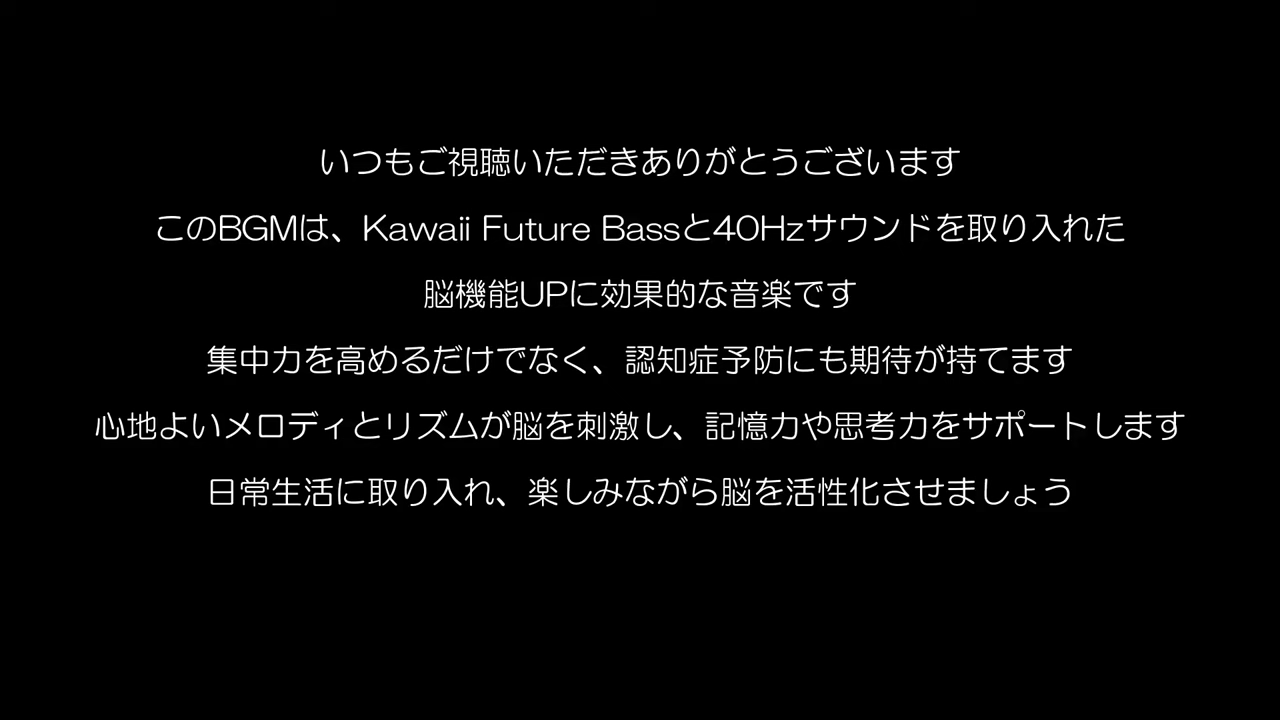 いつもご視聴いただきありがとうございます
このBGMは、Kawaii Future Bassと40Hzサウンドを取り入れた
脳機能UPに効果的な音楽です
集中力を高めるだけでなく、認知症予防にも期待が持てます
心地よいメロディとリズムが脳を刺激し、記憶力や思考力をサポートします
日常生活に取り入れ、楽しみながら脳を活性化させましょう